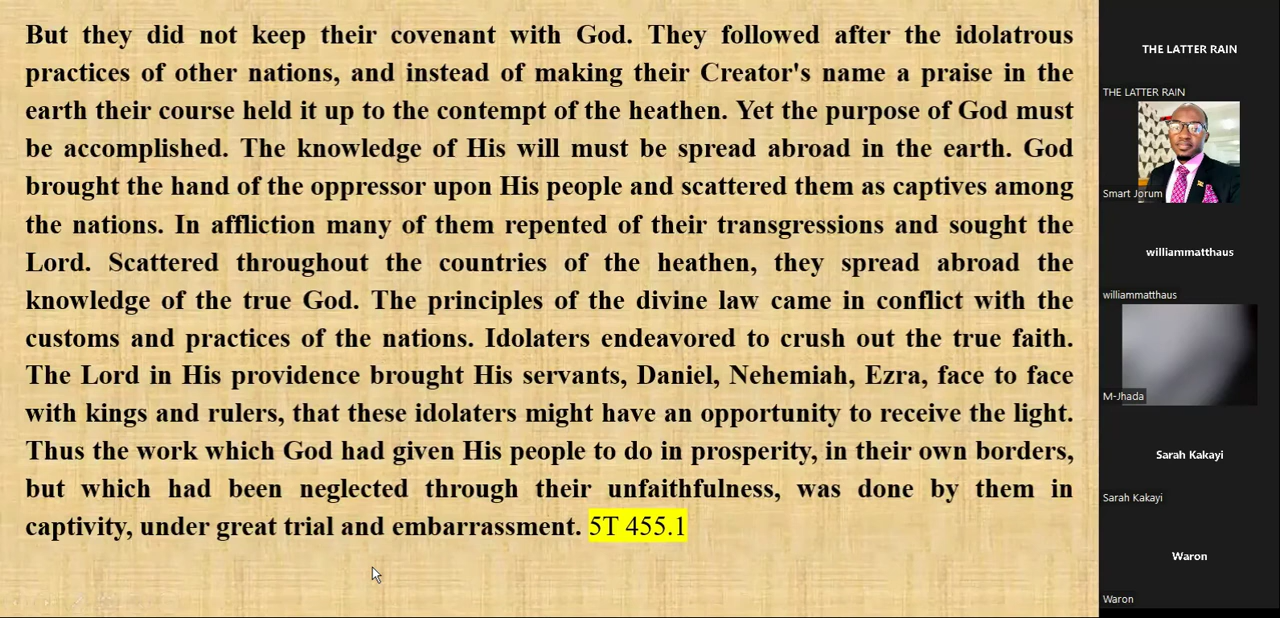 But they did not keep their covenant with God. They followed after the idolatrous
practices of other nations, and instead of making their Creator's name a praise in the
earth their course held it up to the contempt of the heathen. Yet the purpose of God must
be accomplished. The knowledge of His will must be spread abroad in the earth. God
brought the hand of the oppressor upon His people and scattered them as captives among
the nations. In affliction many of them repented of their transgressions and sought the
Lord. Scattered throughout the countries of the heathen, they spread abroad the
knowledge of the true God. The principles of the divine law came in conflict with the
customs and practices of the nations. Idolaters endeavored to crush out the true faith.
The Lord in His providence brought His servants, Daniel, Nehemiah, Ezra, face to face
with kings and rulers, that these idolaters might have an opportunity to receive the light.
Thus the work which God had given His people to do in prosperity, in their own borders,
but which had been neglected through their unfaithfulness, was done by them in
captivity, under great trial and embarrassment. 5T 455.1
THE LATTER RAIN
THE LATTER RAIN
Smart Jorum
williammatthaus
williammatthaus
M-Jhada
Sarah Kakayi
Sarah Kakayi
Waron
Waron